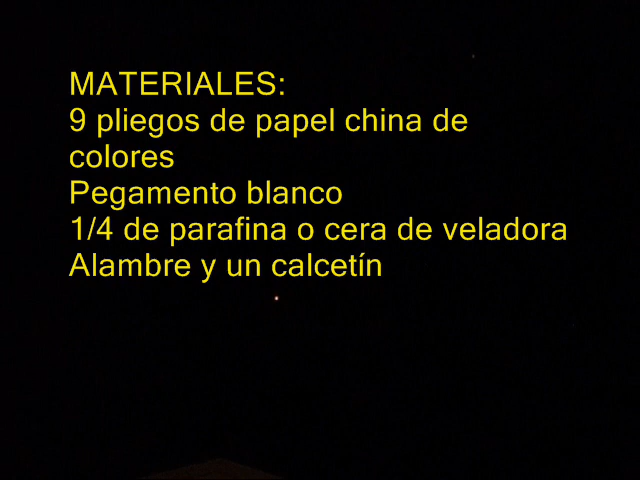 MATERIALES:
9 pliegos de papel china de
colores
Pegamento blanco
1/4 de parafina o cera de veladora
Alambre y un calcetín